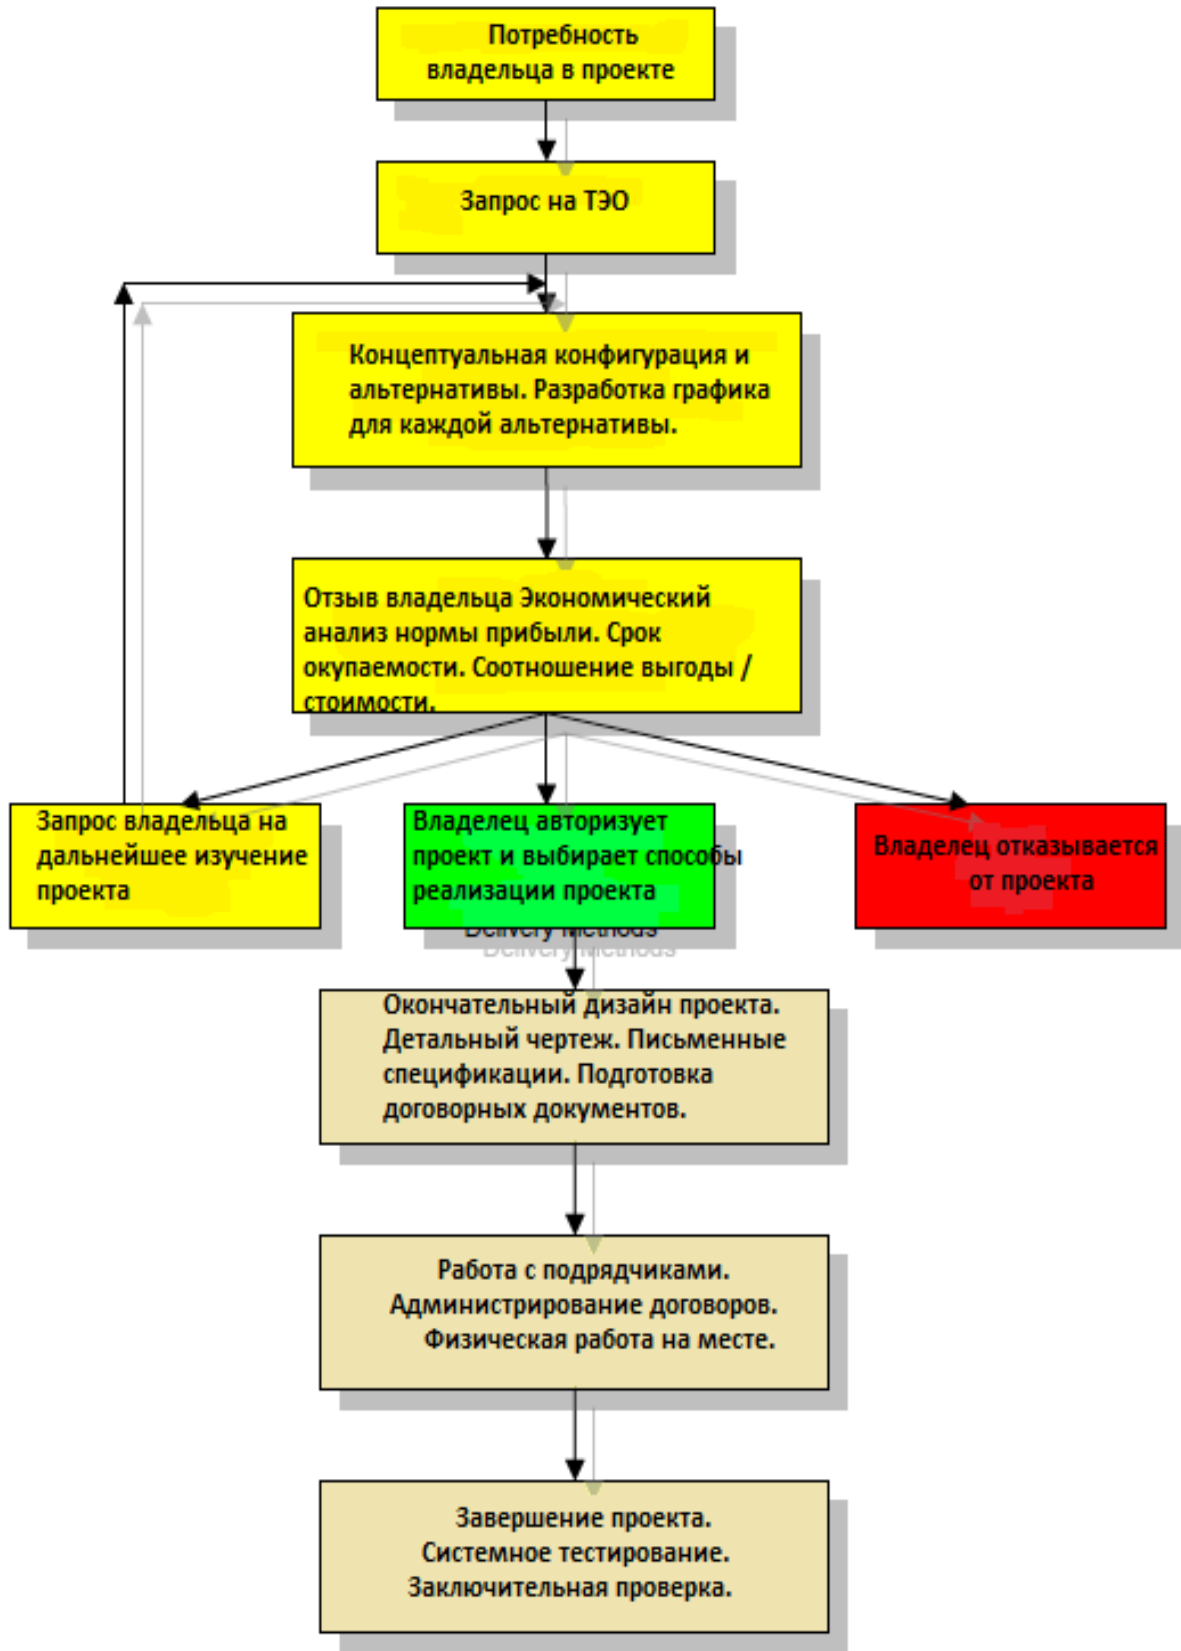 Потребность
владельца в проекте
Запрос на ТЭО
Концептуальная конфигурация и
альтернативы. Разработка графика
для каждой альтернативы.
Отзыв владельца Экономический
анализ нормы прибыли. Срок
окупаемости. Соотношение выгоды /
стоимости.
Запрос владельца на
дальнейшее изучение
проекта
Владелец авторизует
проект и выбирает способы
реализации проекта
Владелец отказывается
от проекта
Delivery Methods
Окончательный дизайн проекта.
Детальный чертеж. Письменные
спецификации. Подготовка
договорных документов.
Работа с подрядчиками.
Администрирование договоров.
Физическая работа на месте.
Завершение проекта.
Системное тестирование.
Заключительная проверка.